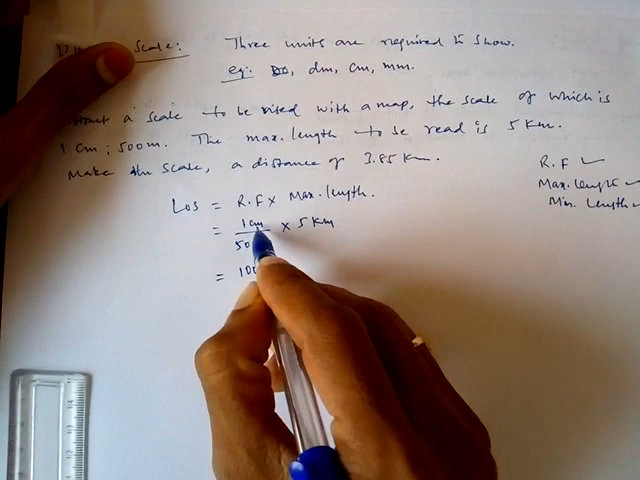 Scale: Three units are required to show.
eg: dm, cm, mm.
a scale to be used with a map, the scale of which is
1 cm : 500m. The max. length to be read is 5 Km.
Make the scale, a distance of 3.85 Km.
R.F ✓
Max. length ✓
Min. Length ✓
LOS = R.F × Max. length.
= 1cm / 50 × 5 Km
= 10